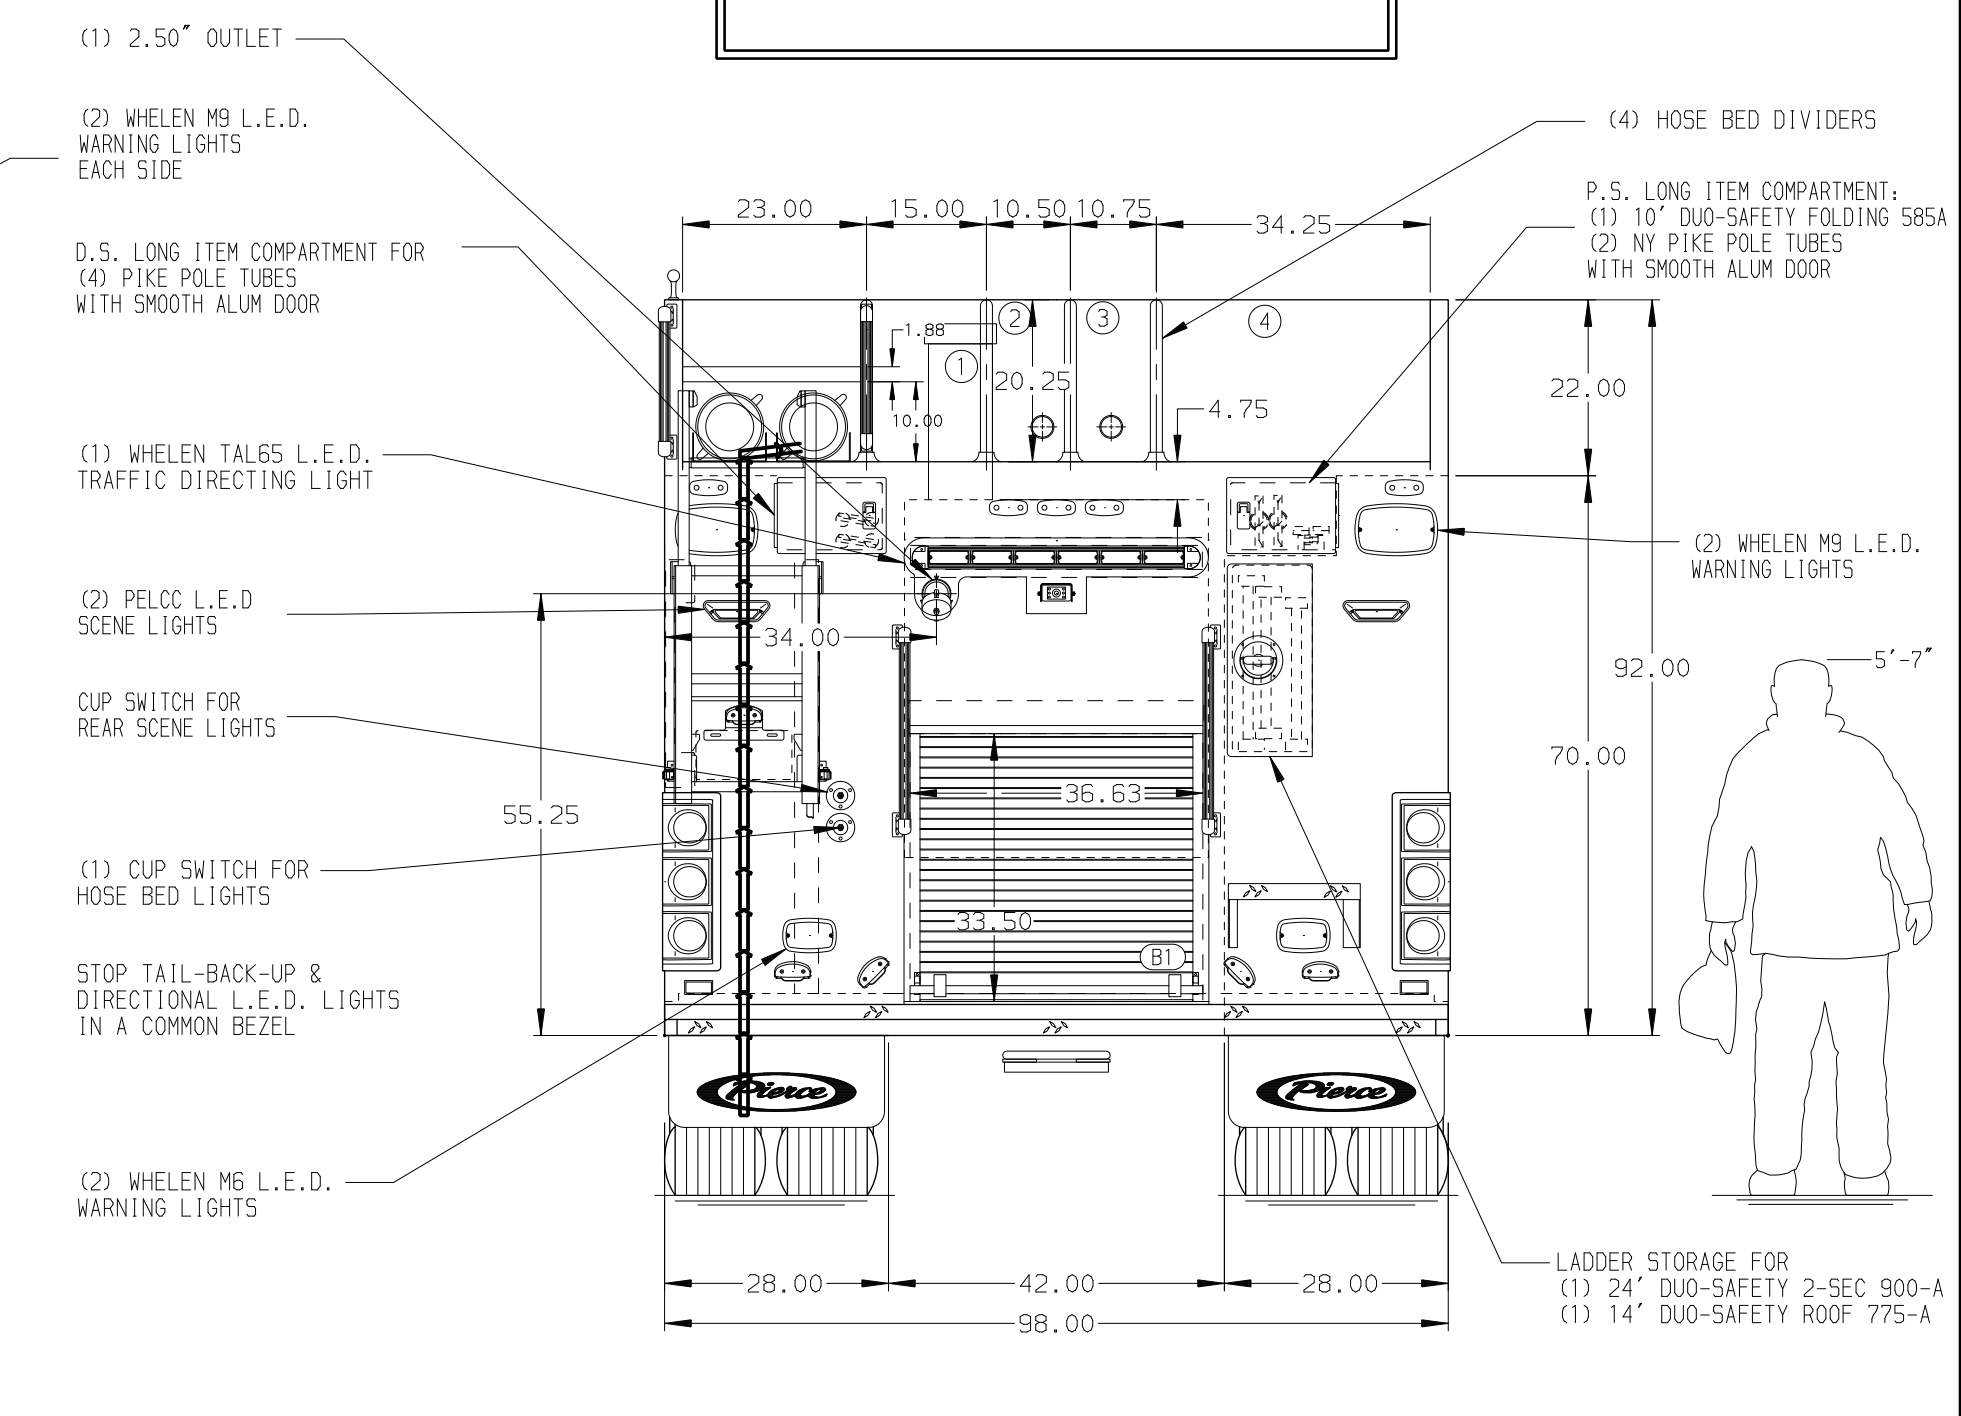 (1) 2.50″ OUTLET
(2) WHELEN M9 L.E.D.
WARNING LIGHTS
EACH SIDE
D.S. LONG ITEM COMPARTMENT FOR
(4) PIKE POLE TUBES
WITH SMOOTH ALUM DOOR
(1) WHELEN TAL65 L.E.D.
TRAFFIC DIRECTING LIGHT
(2) PELCC L.E.D
SCENE LIGHTS
CUP SWITCH FOR
REAR SCENE LIGHTS
(1) CUP SWITCH FOR
HOSE BED LIGHTS
STOP TAIL-BACK-UP &
DIRECTIONAL L.E.D. LIGHTS
IN A COMMON BEZEL
(2) WHELEN M6 L.E.D.
WARNING LIGHTS
23.00
15.00
10.50
10.75
34.25
1.88
1
2
3
4
20.25
10.00
4.75
34.00
55.25
36.63
33.50
B1
22.00
92.00
70.00
Pierce
Pierce
28.00
42.00
28.00
98.00
(4) HOSE BED DIVIDERS
P.S. LONG ITEM COMPARTMENT:
(1) 10′ DUO-SAFETY FOLDING 585A
(2) NY PIKE POLE TUBES
WITH SMOOTH ALUM DOOR
(2) WHELEN M9 L.E.D.
WARNING LIGHTS
5′-7″
LADDER STORAGE FOR
(1) 24′ DUO-SAFETY 2-SEC 900-A
(1) 14′ DUO-SAFETY ROOF 775-A